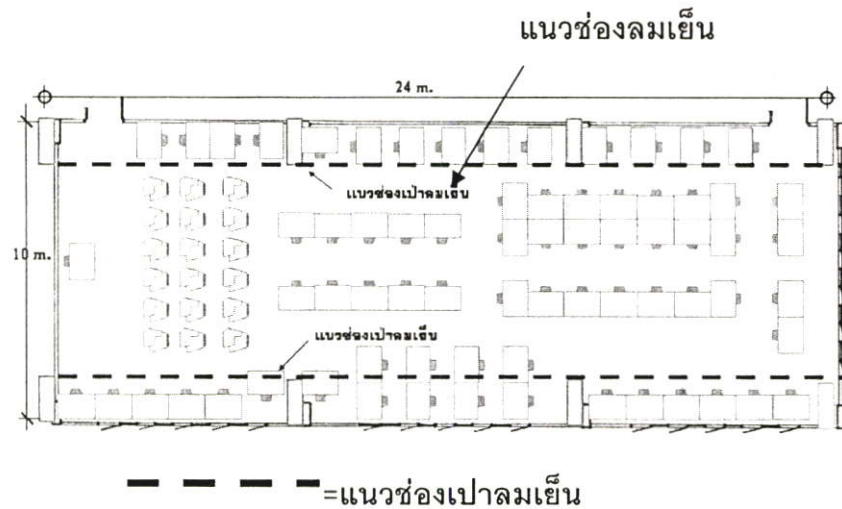 แนวช่องลมเย็น
24 m.
แนวช่องเป่าลมเย็น
10 m.
แนวช่องเป่าลมเย็น
=แนวช่องเปาลมเย็น